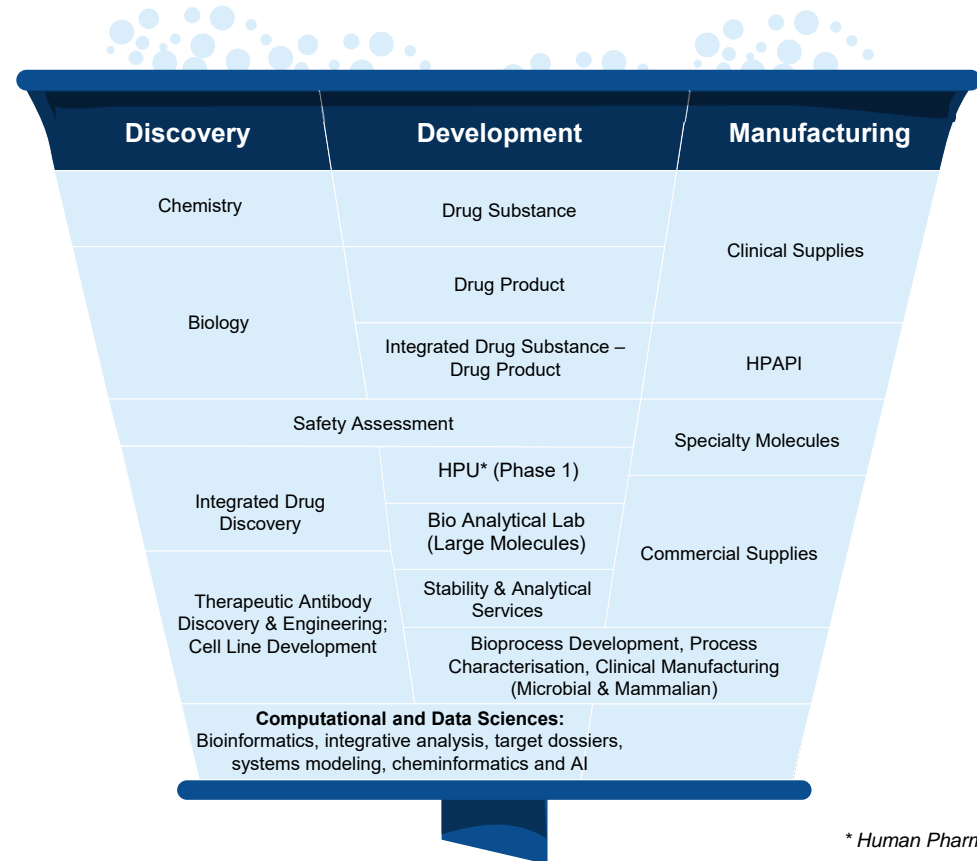 Discovery
Development
Manufacturing
Chemistry
Drug Substance
Clinical Supplies
Drug Product
Biology
Integrated Drug Substance –
Drug Product
HPAPI
Safety Assessment
Specialty Molecules
HPU* (Phase 1)
Integrated Drug
Discovery
Bio Analytical Lab
(Large Molecules)
Commercial Supplies
Stability & Analytical
Services
Therapeutic Antibody
Discovery & Engineering;
Cell Line Development
Bioprocess Development, Process
Characterisation, Clinical Manufacturing
(Microbial & Mammalian)
Computational and Data Sciences:
Bioinformatics, integrative analysis, target dossiers,
systems modeling, cheminformatics and AI
* Human